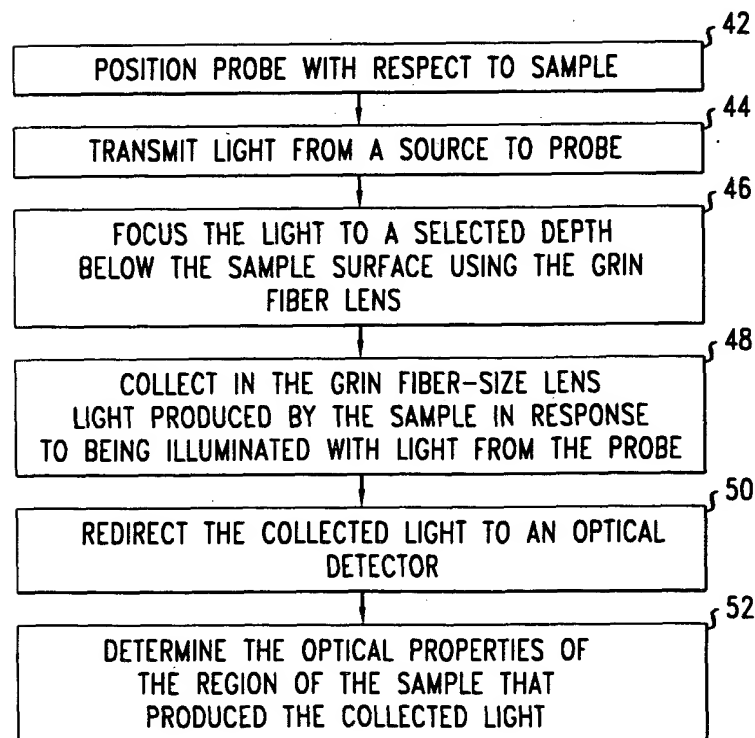 42
POSITION PROBE WITH RESPECT TO SAMPLE
44
TRANSMIT LIGHT FROM A SOURCE TO PROBE
46
FOCUS THE LIGHT TO A SELECTED DEPTH
BELOW THE SAMPLE SURFACE USING THE GRIN
FIBER LENS
48
COLLECT IN THE GRIN FIBER-SIZE LENS
LIGHT PRODUCED BY THE SAMPLE IN RESPONSE
TO BEING ILLUMINATED WITH LIGHT FROM THE PROBE
50
REDIRECT THE COLLECTED LIGHT TO AN OPTICAL
DETECTOR
52
DETERMINE THE OPTICAL PROPERTIES OF
THE REGION OF THE SAMPLE THAT
PRODUCED THE COLLECTED LIGHT